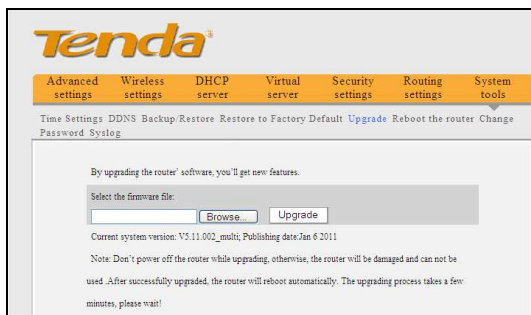 Tenda
Advanced settings Wireless settings DHCP server Virtual server Security settings Routing settings System tools
Time Settings DDNS Backup/Restore Restore to Factory Default Upgrade Reboot the router Change
Password Syslog
By upgrading the router' software, you'll get new features.
Select the firmware file:
Browse... Upgrade
Current system version: V5.11.002_multi; Publishing date:Jan 6 2011
Note: Don't power off the router while upgrading, otherwise, the router will be damaged and can not be
used .After successfully upgraded, the router will reboot automatically. The upgrading process takes a few
minutes, please wait!